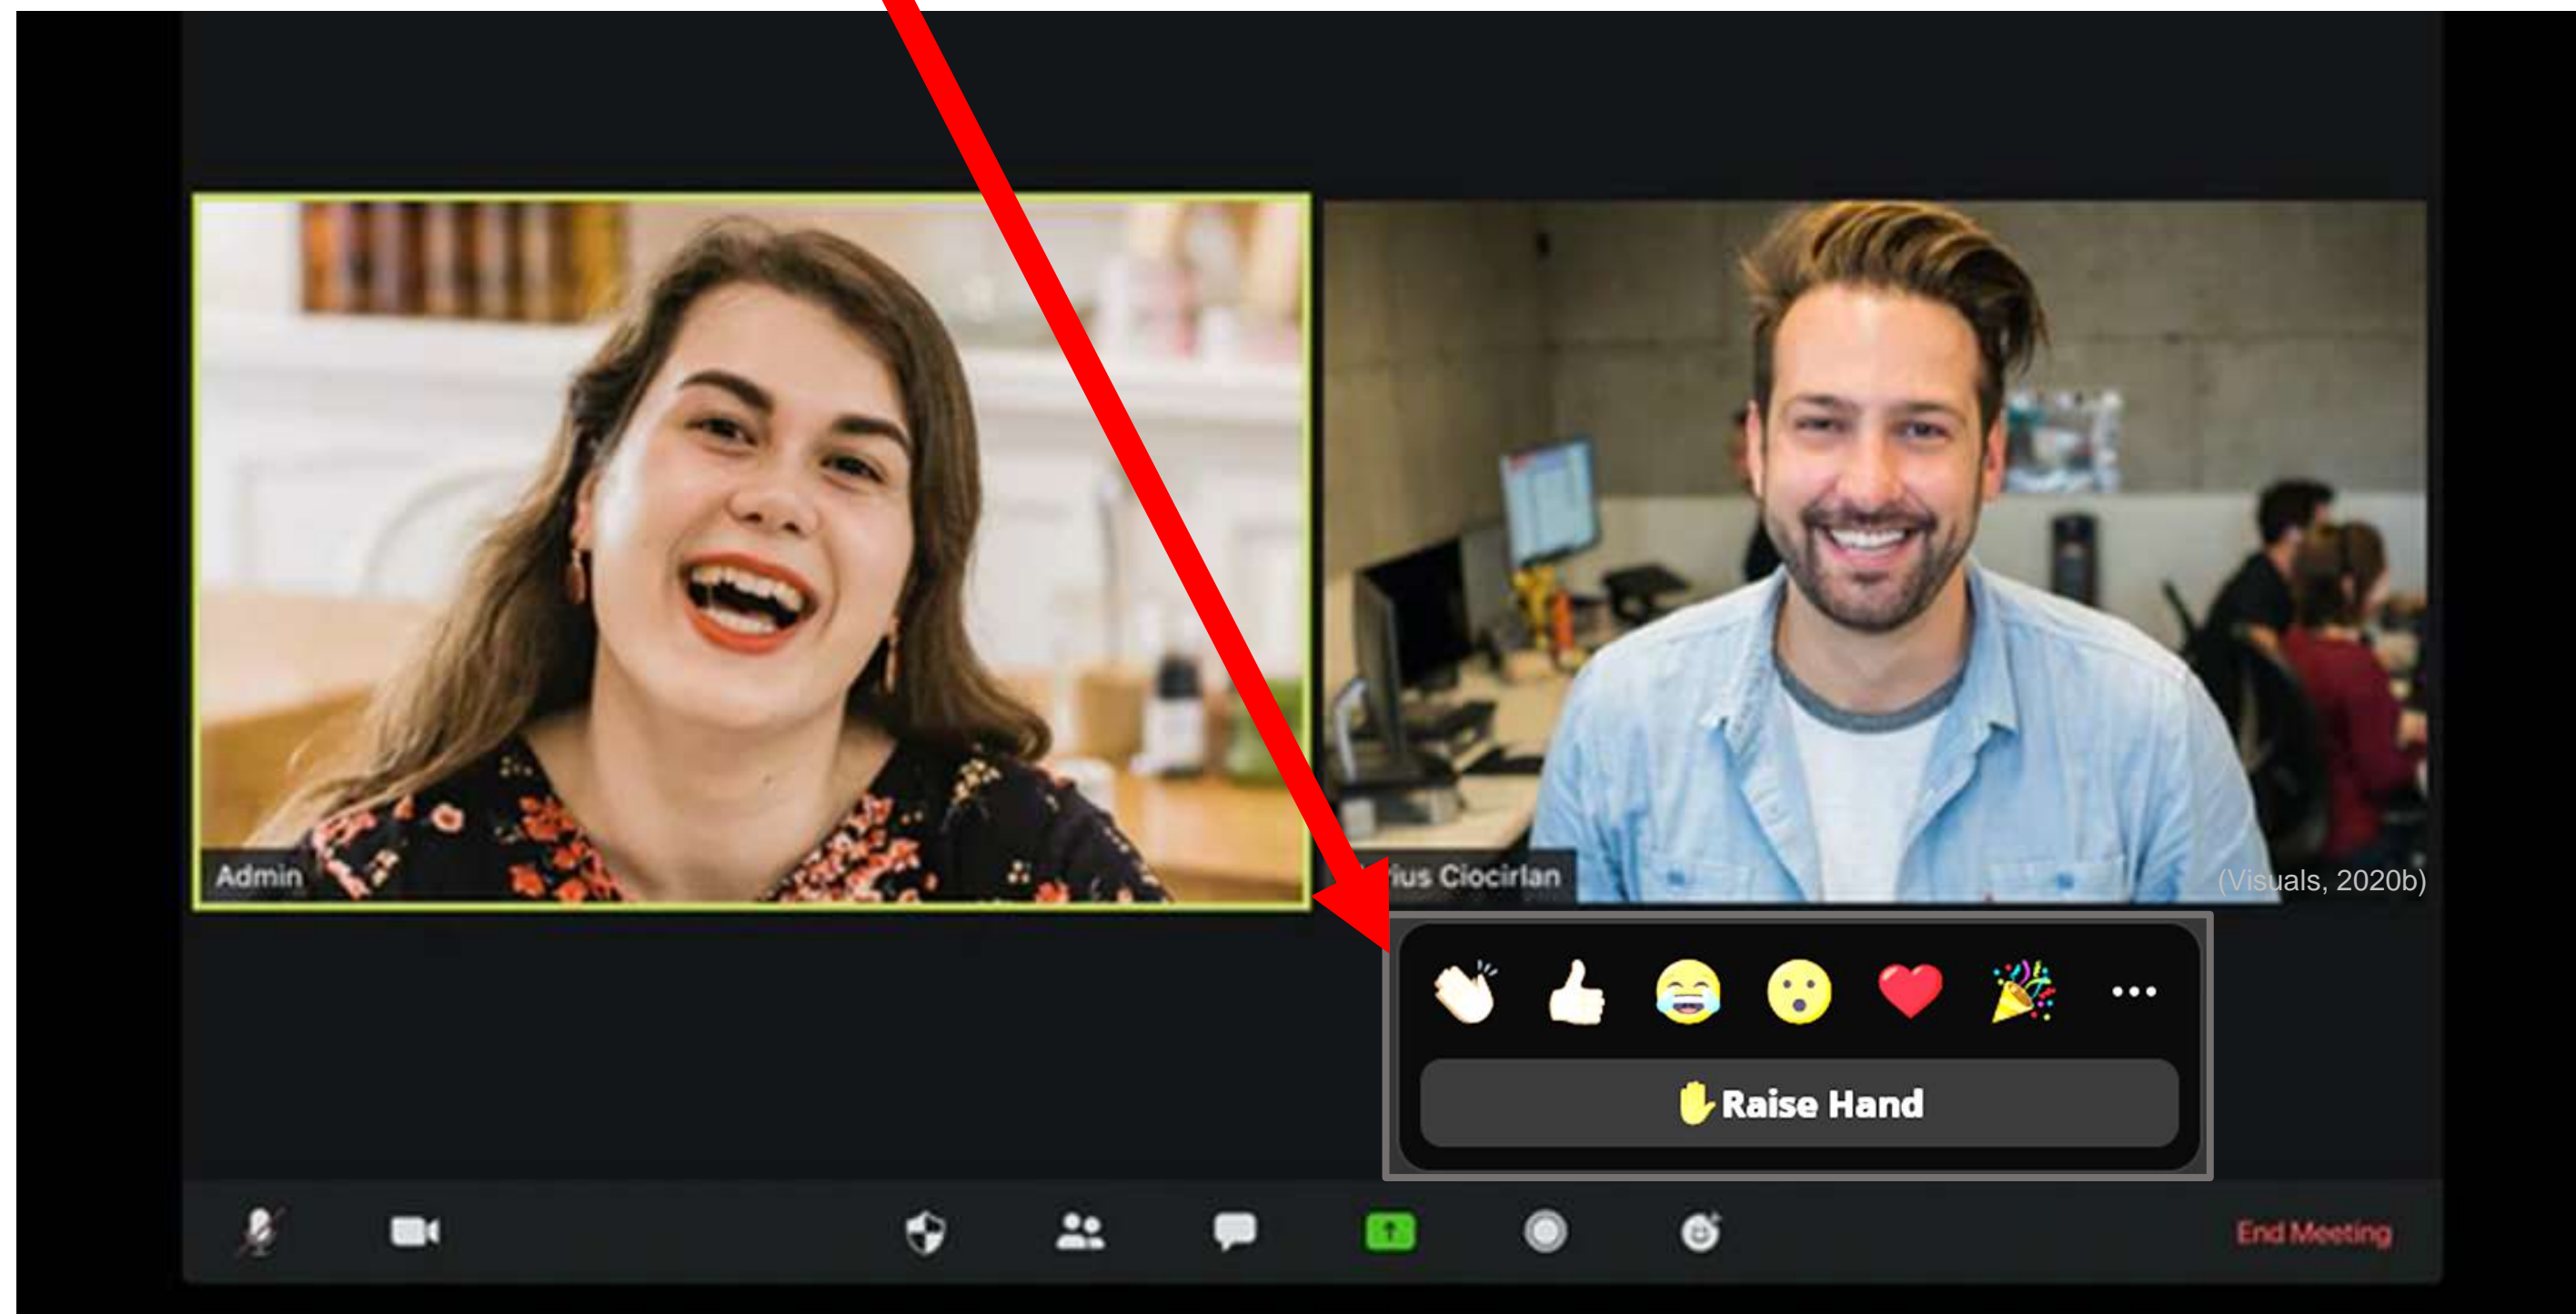 Admin
ius Ciocirlan
(Visuals, 2020b)
Raise Hand
End Meeting